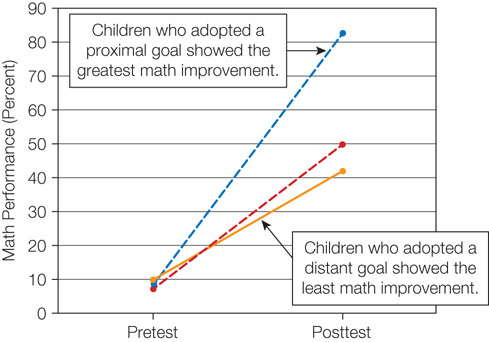 90
80
70
60
50
40
30
20
10
0
Math Performance (Percent)
Children who adopted a
proximal goal showed the
greatest math improvement.
Children who adopted a
distant goal showed the
least math improvement.
Pretest
Posttest